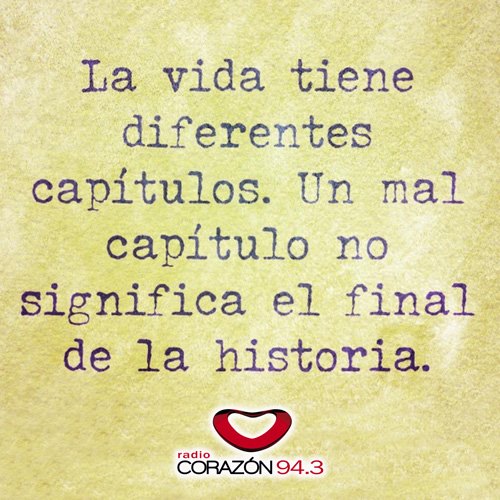 La vida tiene
diferentes
capítulos. Un mal
capítulo no
significa el final
de la historia.
radio
CORAZÓN 94.3